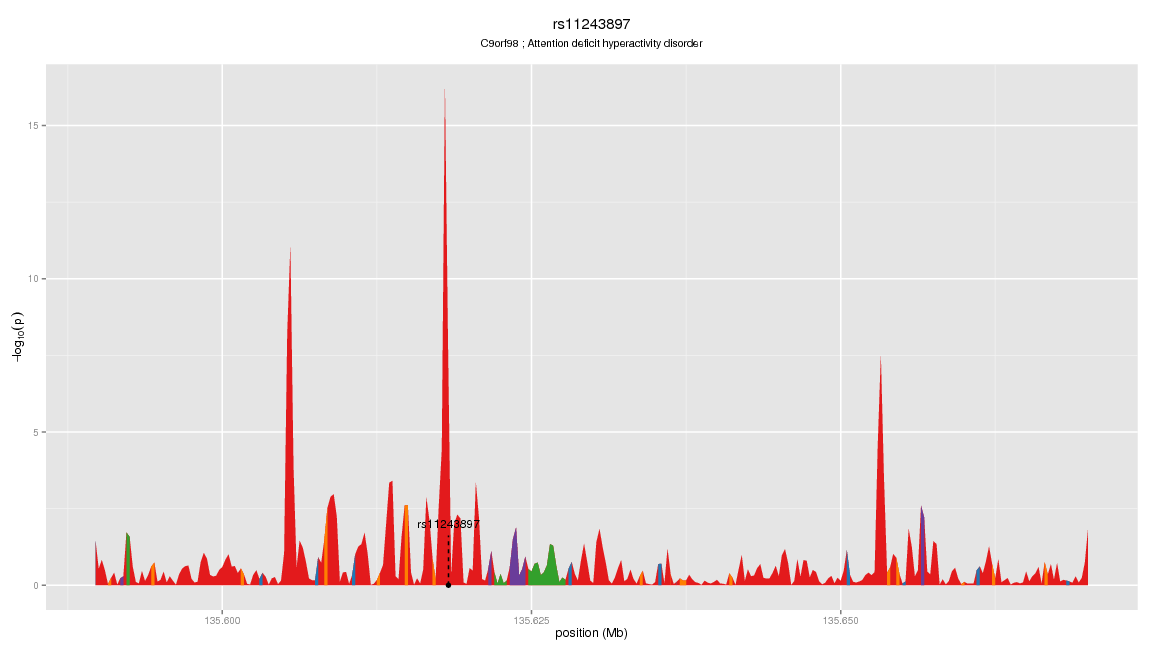 rs11243897
C9orf98 ; Attention deficit hyperactivity disorder
15
10
5
0
−log10(p)
rs11243897
135.600
135.625
135.650
position (Mb)